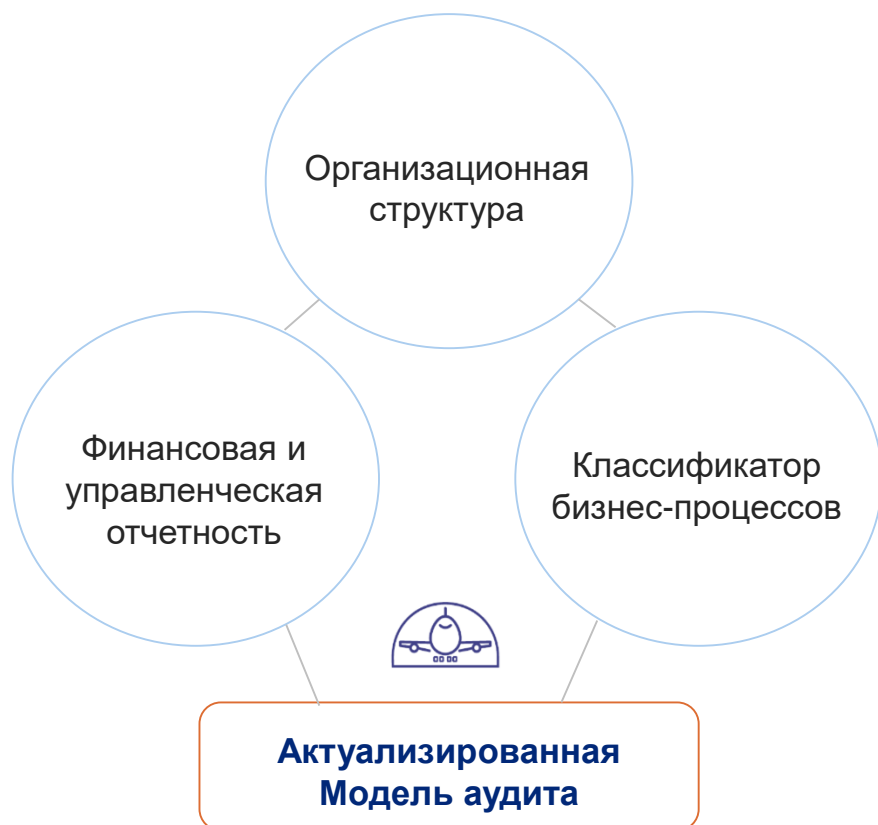 Организационная
структура
Финансовая и
управленческая
отчетность
Классификатор
бизнес-процессов
Актуализированная
Модель аудита